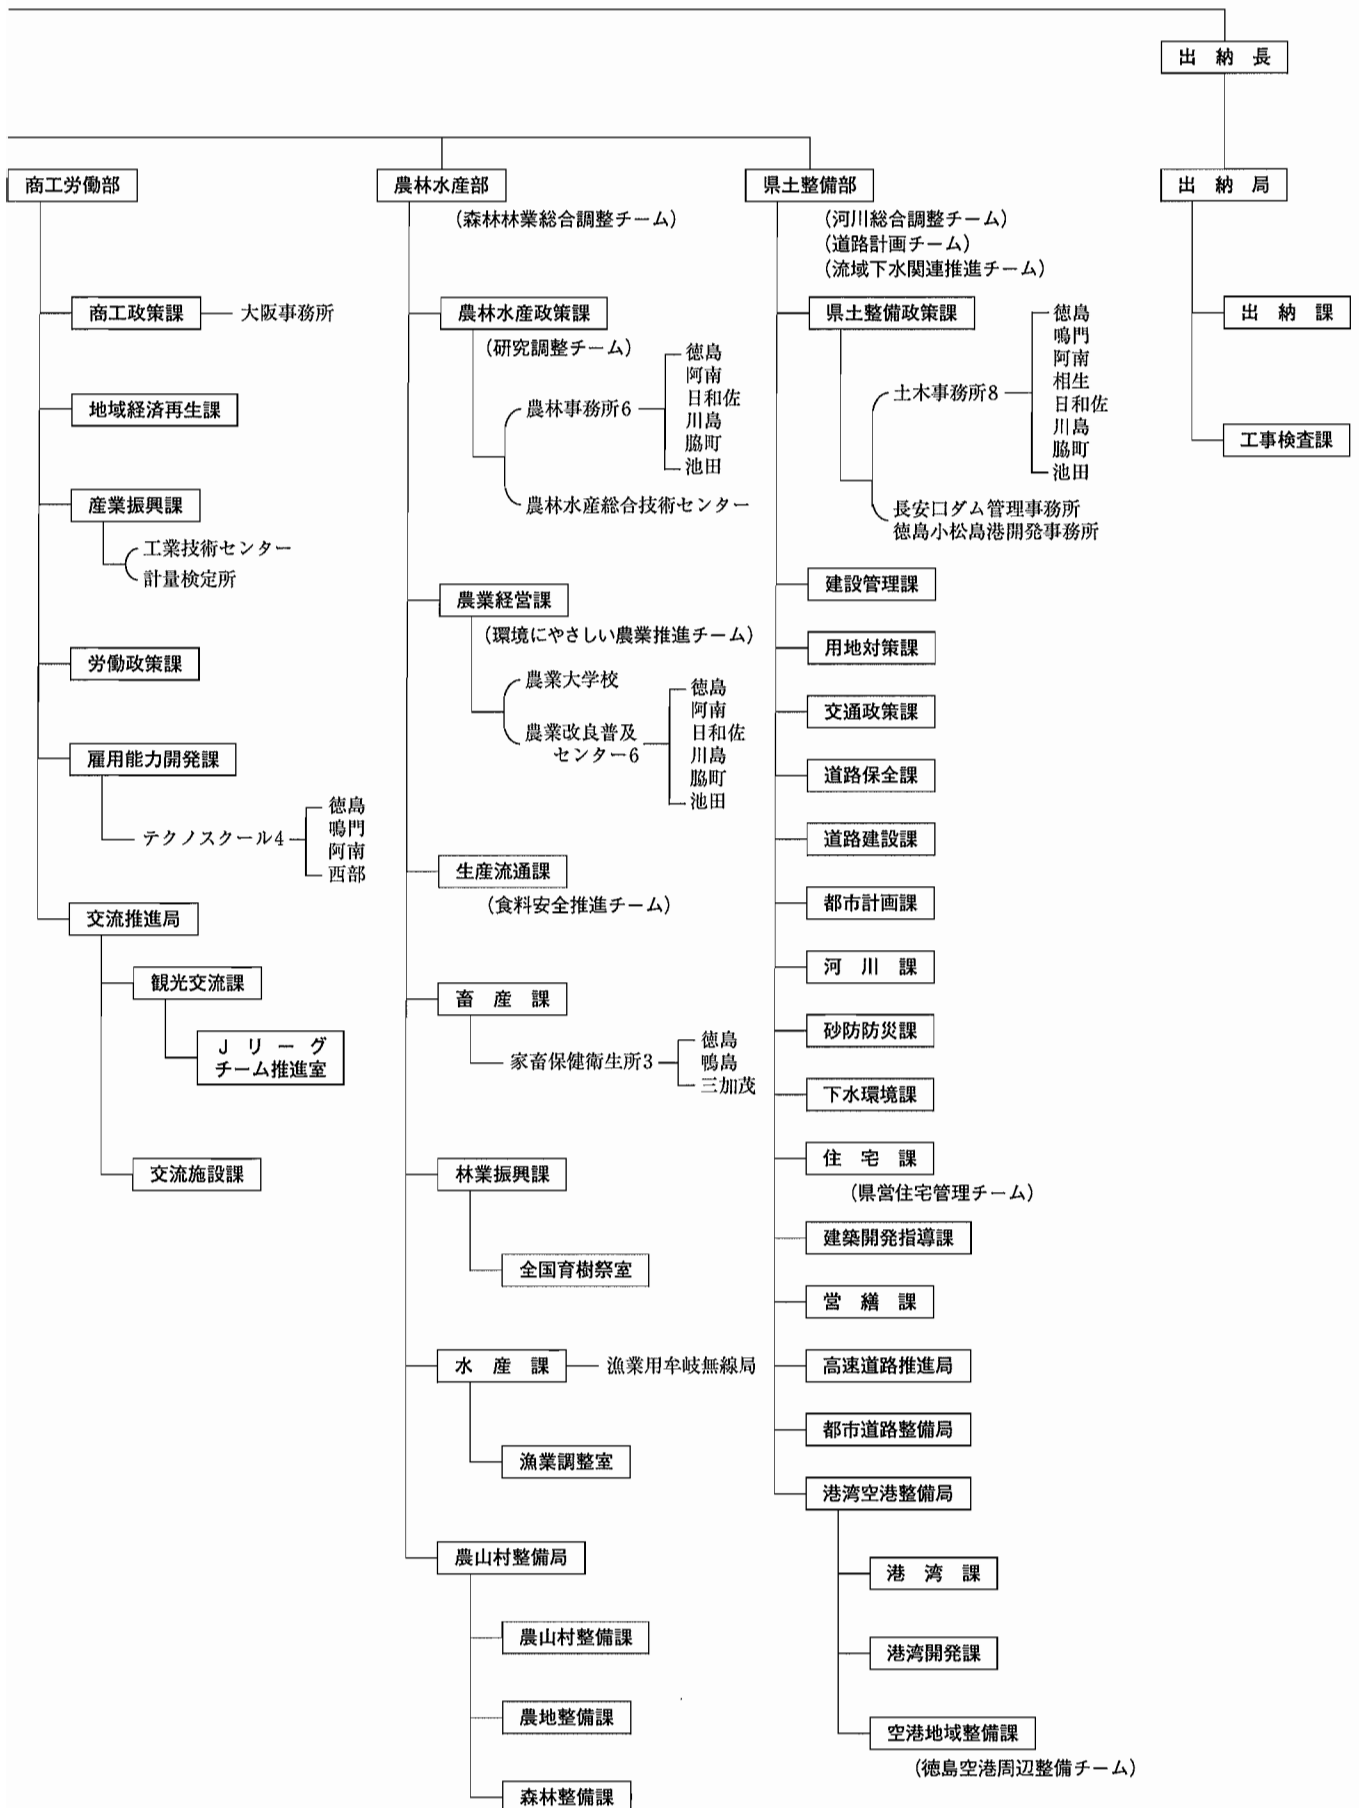 出納長
商工労働部
商工政策課
大阪事務所
地域経済再生課
産業振興課
工業技術センター
計量検定所
労働政策課
雇用能力開発課
テクノスクール4
徳島
鳴門
阿南
西部
交流推進局
観光交流課
Jリーグ
チーム推進室
交流施設課
農林水産部
(森林林業総合調整チーム)
農林水産政策課
(研究調整チーム)
農林事務所6
徳島
阿南
日和佐
川島
脇町
池田
農林水産総合技術センター
農業経営課
(環境にやさしい農業推進チーム)
農業大学校
農業改良普及
センター6
徳島
阿南
日和佐
川島
脇町
池田
生産流通課
(食料安全推進チーム)
畜産課
家畜保健衛生所3
徳島
鴨島
三加茂
林業振興課
全国育樹祭室
水産課
漁業用牟岐無線局
漁業調整室
農山村整備局
農山村整備課
農地整備課
森林整備課
県土整備部
(河川総合調整チーム)
(道路計画チーム)
(流域下水関連推進チーム)
県土整備政策課
土木事務所8
徳島
鳴門
阿南
相生
日和佐
川島
脇町
池田
長安口ダム管理事務所
徳島小松島港開発事務所
建設管理課
用地対策課
交通政策課
道路保全課
道路建設課
都市計画課
河川課
砂防防災課
下水環境課
住宅課
(県営住宅管理チーム)
建築開発指導課
営繕課
高速道路推進局
都市道路整備局
港湾空港整備局
港湾課
港湾開発課
空港地域整備課
(徳島空港周辺整備チーム)
出納局
出納課
工事検査課